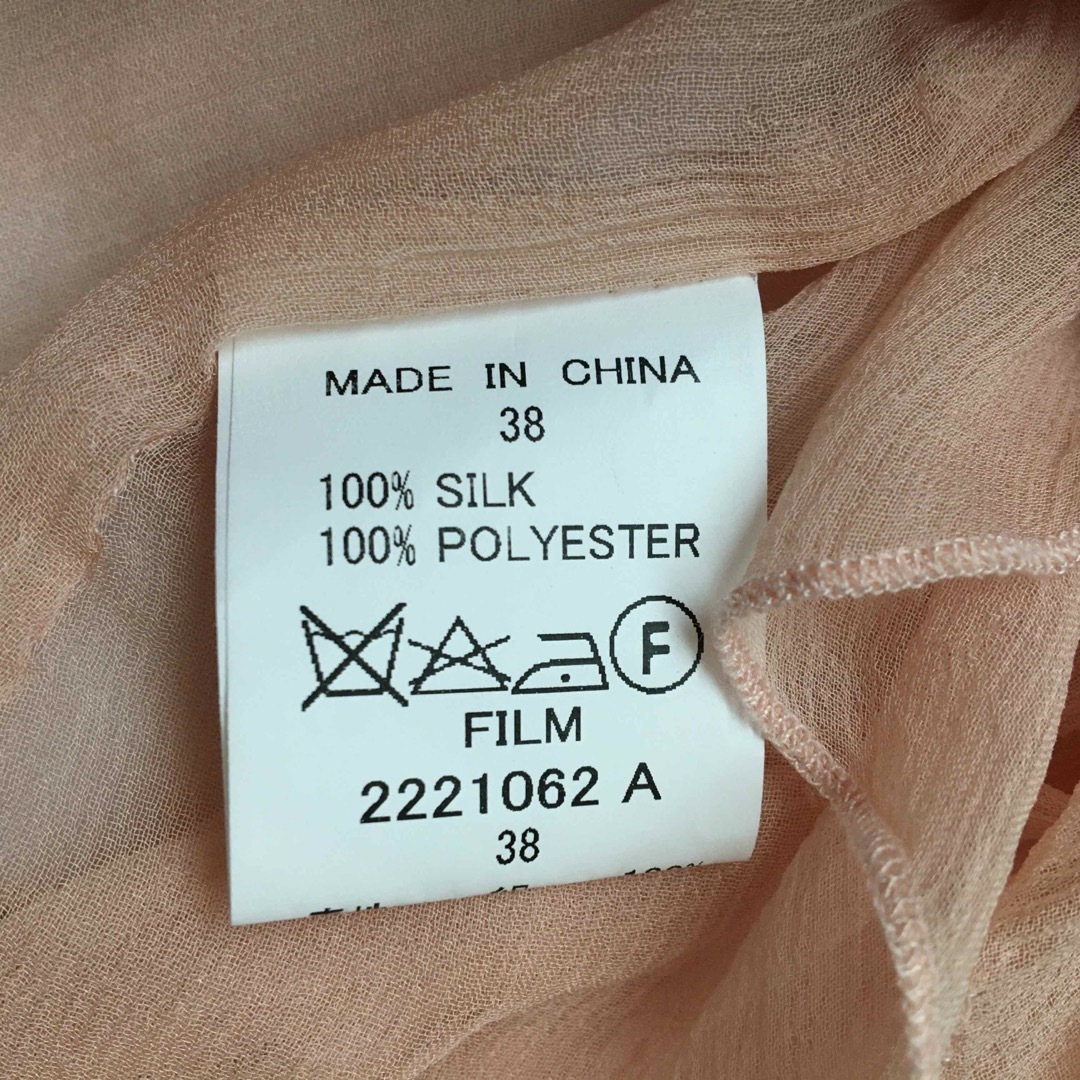 MADE IN CHINA
38
100% SILK
100% POLYESTER
F
FILM
2221062 A
38